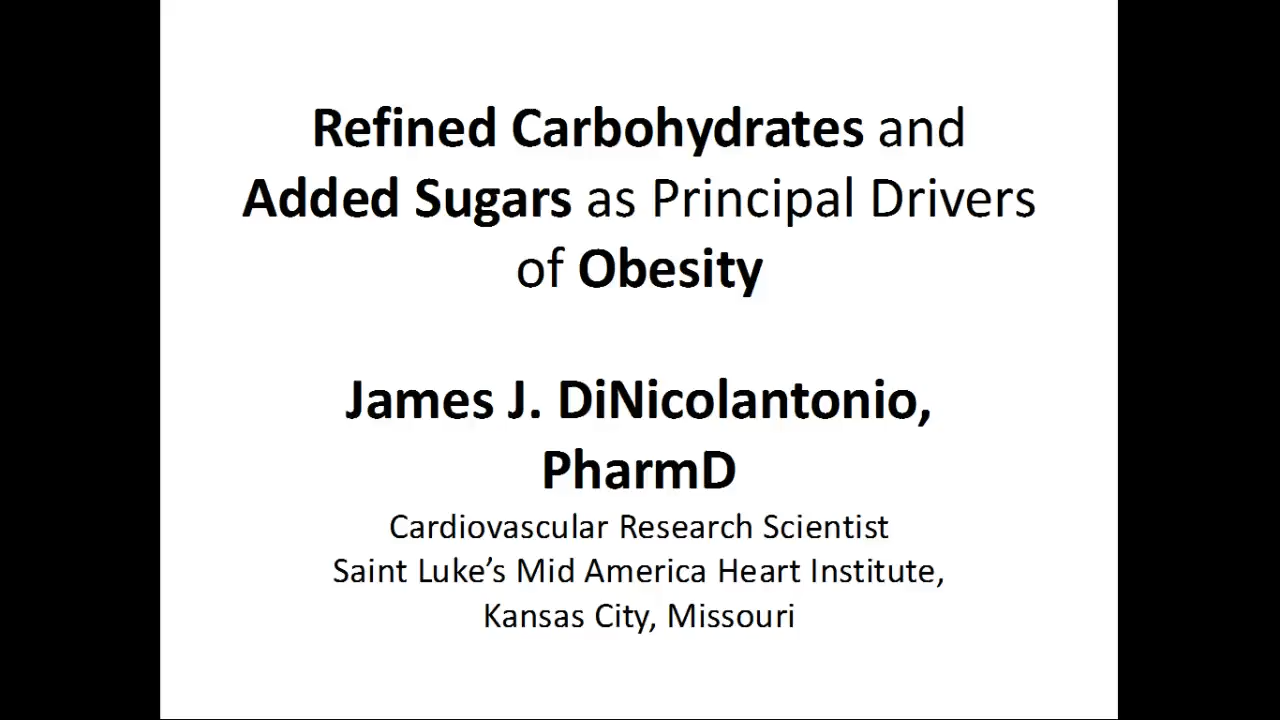 Refined Carbohydrates and
Added Sugars as Principal Drivers
of Obesity
James J. DiNicolantonio,
PharmD
Cardiovascular Research Scientist
Saint Luke’s Mid America Heart Institute,
Kansas City, Missouri